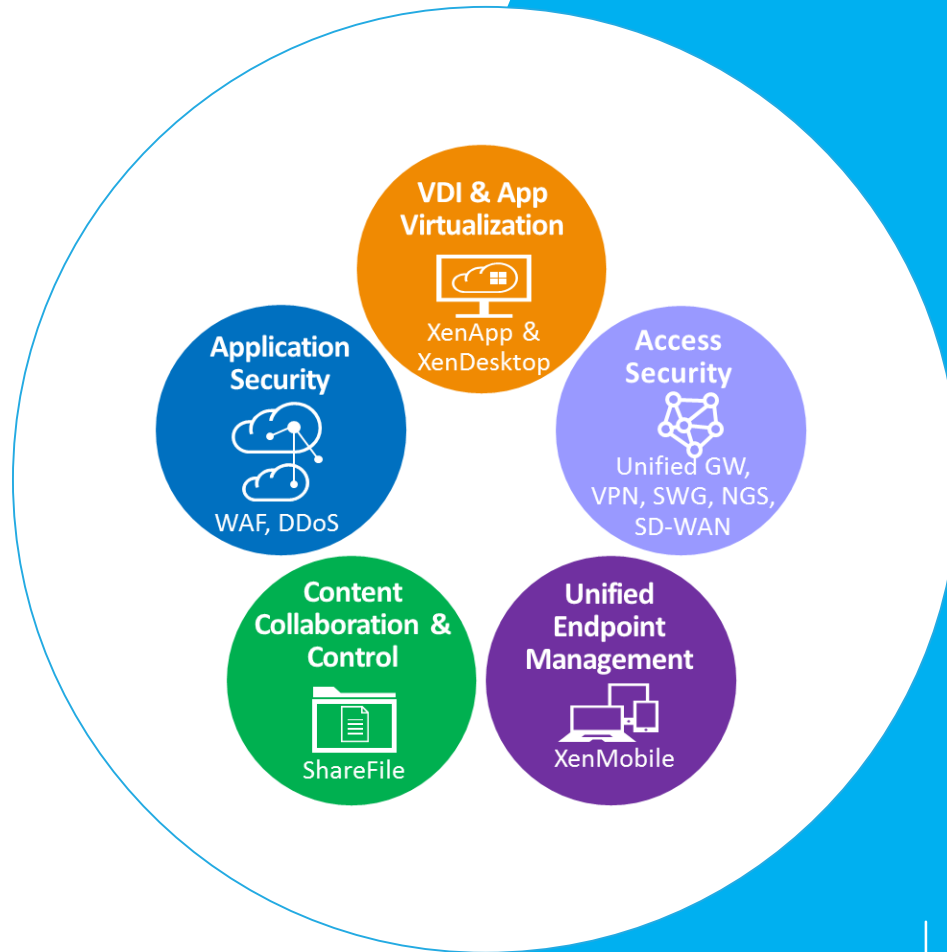 VDI & App
Virtualization
XenApp &
XenDesktop
Application
Security
WAF, DDoS
Access
Security
Unified GW,
VPN, SWG, NGS,
SD-WAN
Content
Collaboration &
Control
ShareFile
Unified
Endpoint
Management
XenMobile